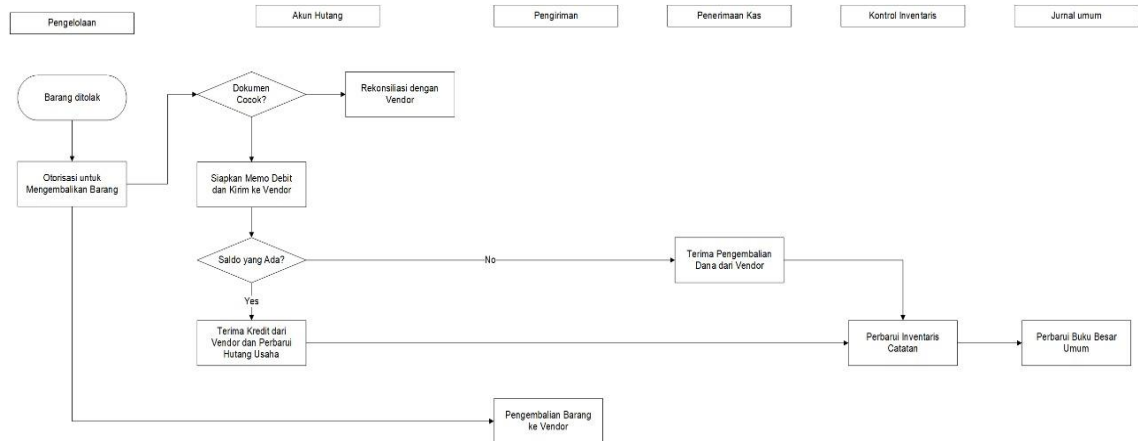 Pengelolaan
Akun Hutang
Pengiriman
Penerimaan Kas
Kontrol Inventaris
Jurnal umum
Barang ditolak
Dokumen
Cocok?
Rekonsiliasi dengan
Vendor
Otorisasi untuk
Mengembalikan Barang
Siapkan Memo Debit
dan Kirim ke Vendor
Saldo yang Ada?
No
Terima Pengembalian
Dana dari Vendor
Yes
Terima Kredit dari
Vendor dan Perbarui
Hutang Usaha
Perbarui Inventaris
Catatan
Perbarui Buku Besar
Umum
Pengembalian Barang
ke Vendor